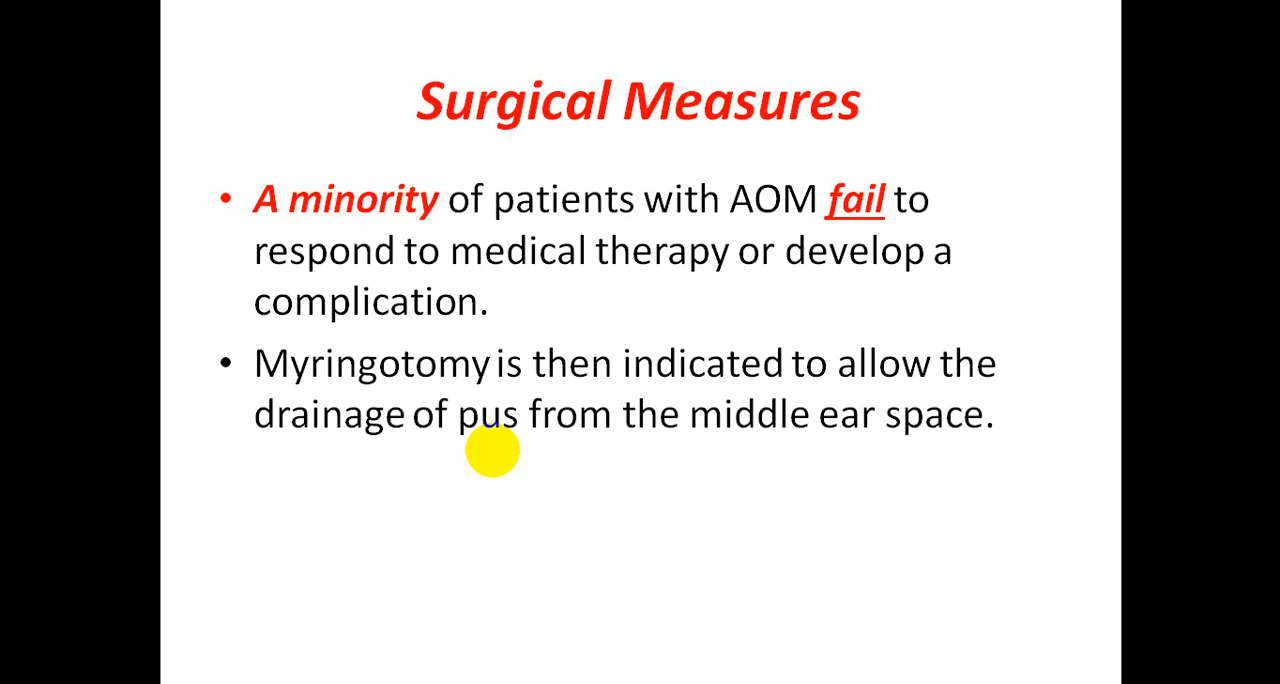 Surgical Measures
• A minority of patients with AOM fail to
respond to medical therapy or develop a
complication.
• Myringotomy is then indicated to allow the
drainage of pus from the middle ear space.